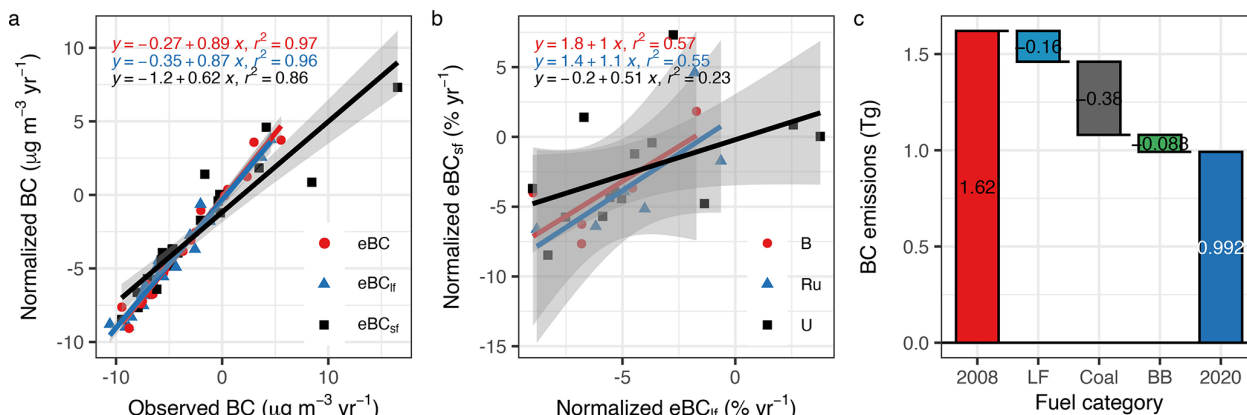 a
y = −0.27 + 0.89 x, r² = 0.97
y = −0.35 + 0.87 x, r² = 0.96
y = −1.2 + 0.62 x, r² = 0.86
Normalized BC (μg m⁻³ yr⁻¹)
10
5
0
-5
-10
eBC
eBC_lf
eBC_sf
-10
0
10
Observed BC (μg m⁻³ yr⁻¹)
b
y = 1.8 + 1 x, r² = 0.57
y = 1.4 + 1.1 x, r² = 0.55
y = −0.2 + 0.51 x, r² = 0.23
Normalized eBC_sf (% yr⁻¹)
5
0
-5
-10
-15
B
Ru
U
-5
0
Normalized eBC_lf (% yr⁻¹)
c
BC emissions (Tg)
1.5
1.0
0.5
0.0
1.62
−0.16
−0.38
−0.088
0.992
2008
LF
Coal
BB
2020
Fuel category